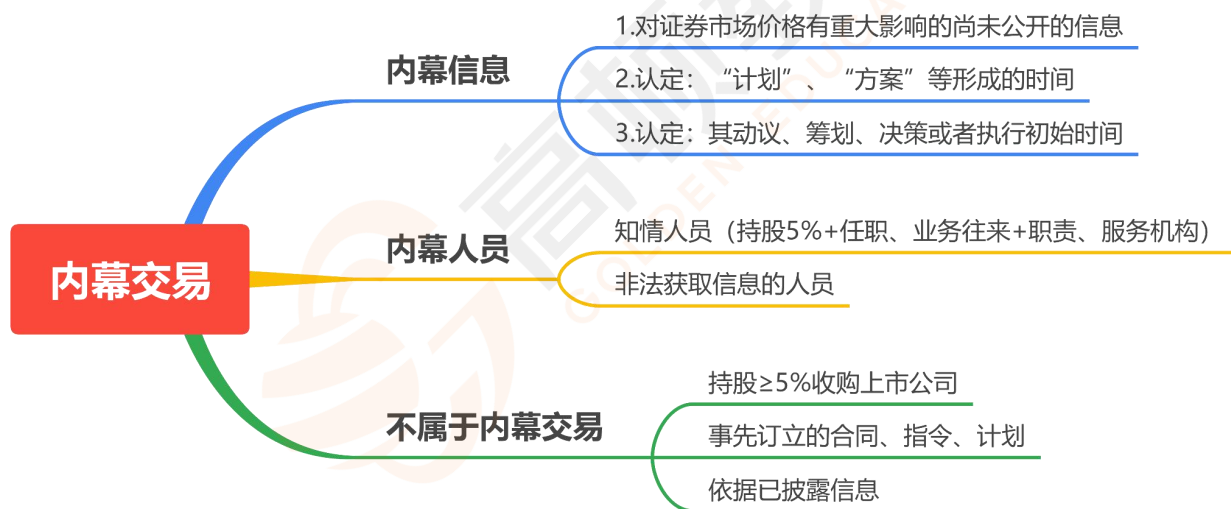 内幕交易
内幕信息
1.对证券市场价格有重大影响的尚未公开的信息
2.认定：“计划”、“方案”等形成的时间
3.认定：其动议、筹划、决策或者执行初始时间
内幕人员
知情人员（持股5%+任职、业务往来+职责、服务机构）
非法获取信息的人员
不属于内幕交易
持股≥5%收购上市公司
事先订立的合同、指令、计划
依据已披露信息
高顿
GOLDEN EDUCA